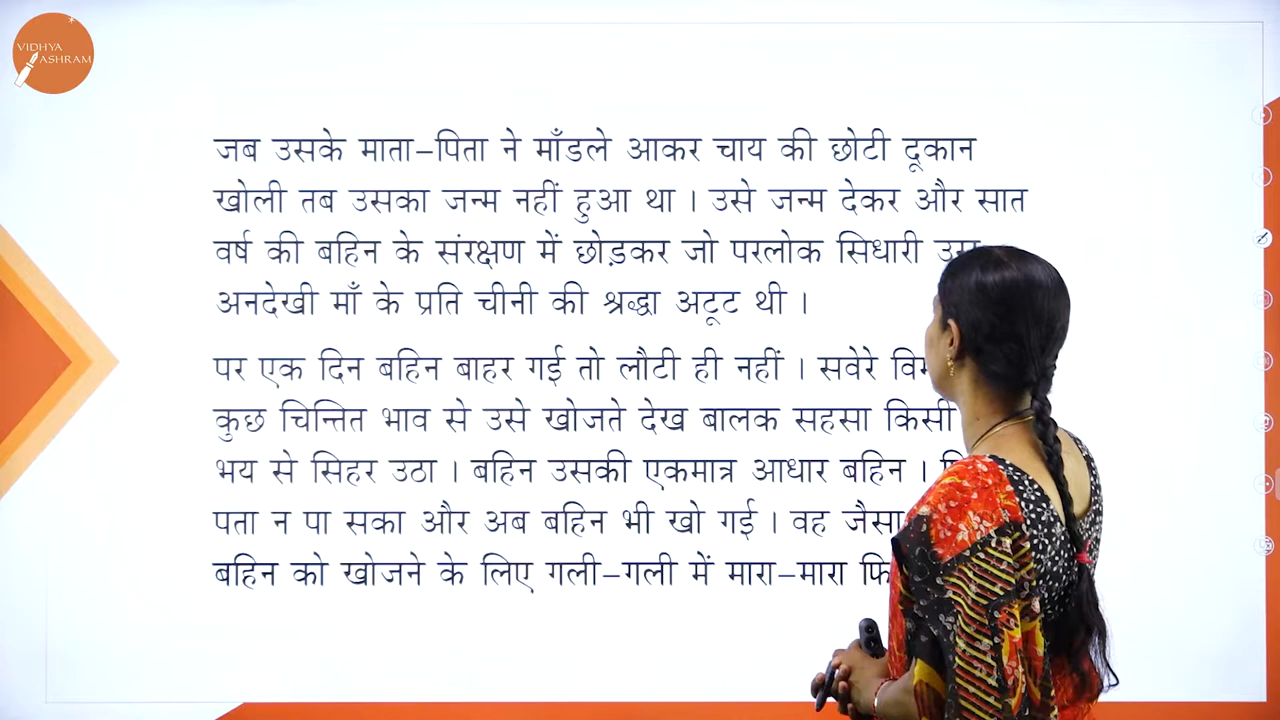 VIDHYA
ASHRAM
जब उसके माता-पिता ने माँडले आकर चाय की छोटी दूकान
खोली तब उसका जन्म नहीं हुआ था । उसे जन्म देकर और सात
वर्ष की बहिन के संरक्षण में छोड़कर जो परलोक सिधारी
अनदेखी माँ के प्रति चीनी की श्रद्धा अटूट थी ।
पर एक दिन बहिन बाहर गई तो लौटी ही नहीं । सवेरे
कुछ चिन्तित भाव से उसे खोजते देख बालक सहसा किसी
भय से सिहर उठा । बहिन उसकी एकमात्र आधार बहिन ।
पता न पा सका और अब बहिन भी खो गई । वह जैसा
बहिन को खोजने के लिए गली-गली में मारा-मारा